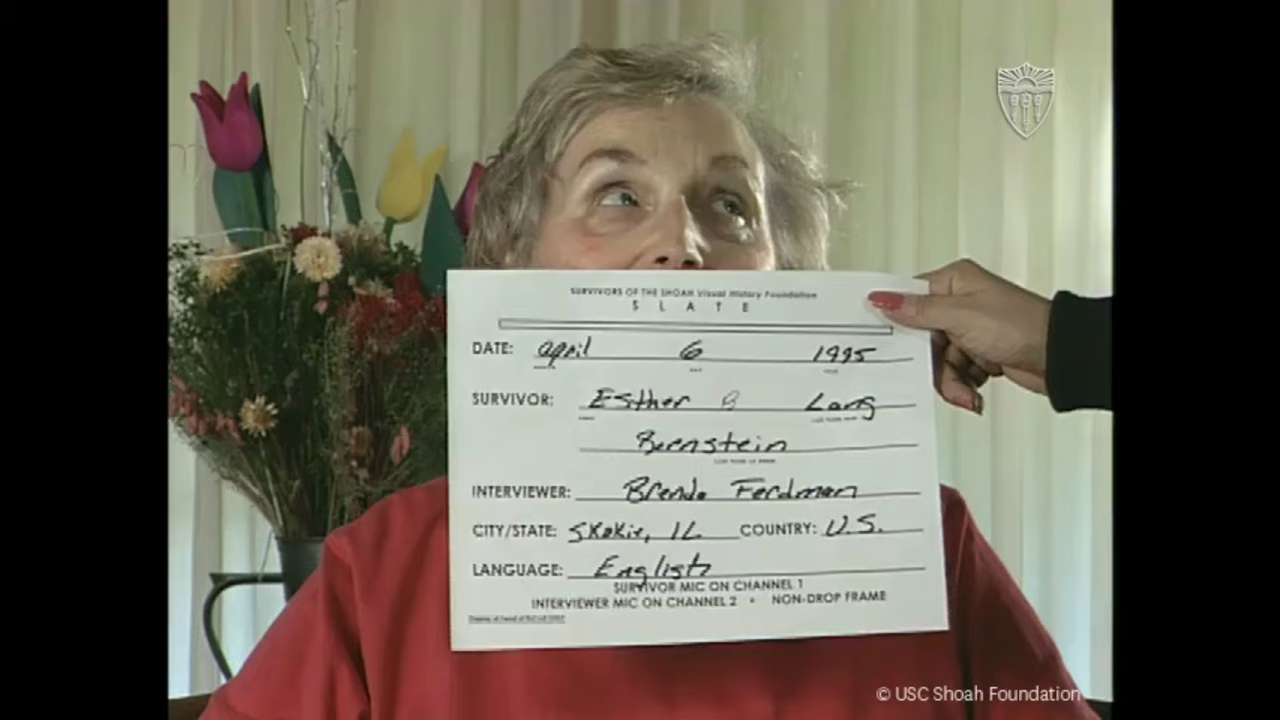 SURVIVORS OF THE SHOAH Visual History Foundation
SLATE
DATE: april 6 1995
SURVIVOR: Esther B Lang
Bernstein
INTERVIEWER: Brenda Ferdman
CITY/STATE: Skokie, IL COUNTRY: U.S.
LANGUAGE: English
SURVIVOR MIC ON CHANNEL 1
INTERVIEWER MIC ON CHANNEL 2 • NON-DROP FRAME
© USC Shoah Foundation